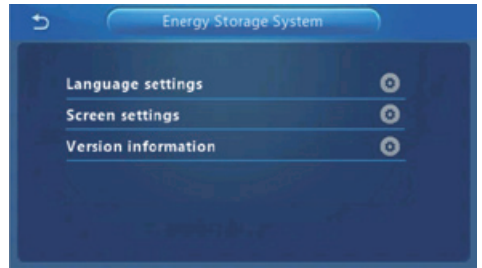 Energy Storage System
Language settings
Screen settings
Version information